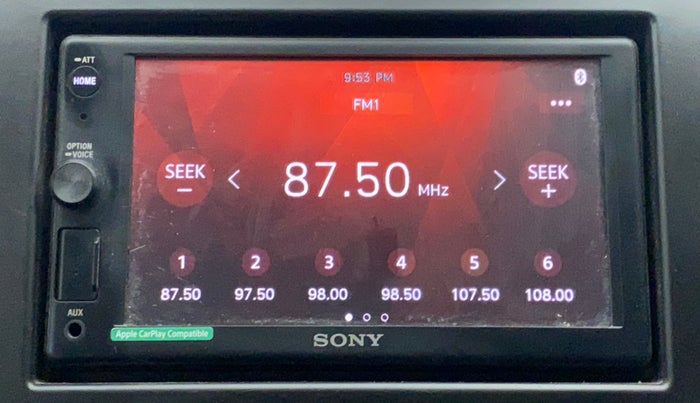 ATT
HOME
OPTION
VOICE
AUX
9:53 PM
FM1
SEEK −
87.50 MHz
SEEK +
1 2 3 4 5 6
87.50 97.50 98.00 98.50 107.50 108.00
Apple CarPlay Compatible
SONY